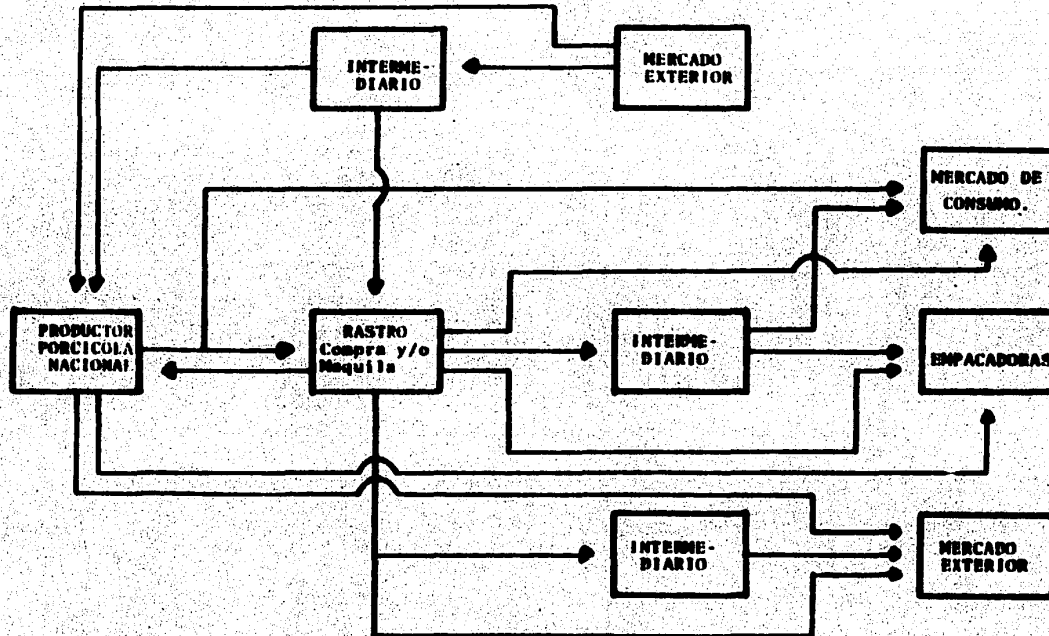 INTERME-
DIARIO
MERCADO
EXTERIOR
MERCADO DE
CONSUMO.
PRODUCTOR
PORCICOLA
NACIONAL
RASTRO
Compra y/o
Maquila
INTERME-
DIARIO
EMPACADORAS
INTERME-
DIARIO
MERCADO
EXTERIOR